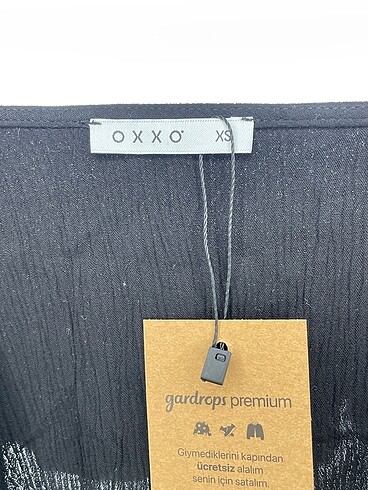 OXXO XS
gardrops premium
Giymediklerini kapından
ücretsiz alalım
senin için satalım.